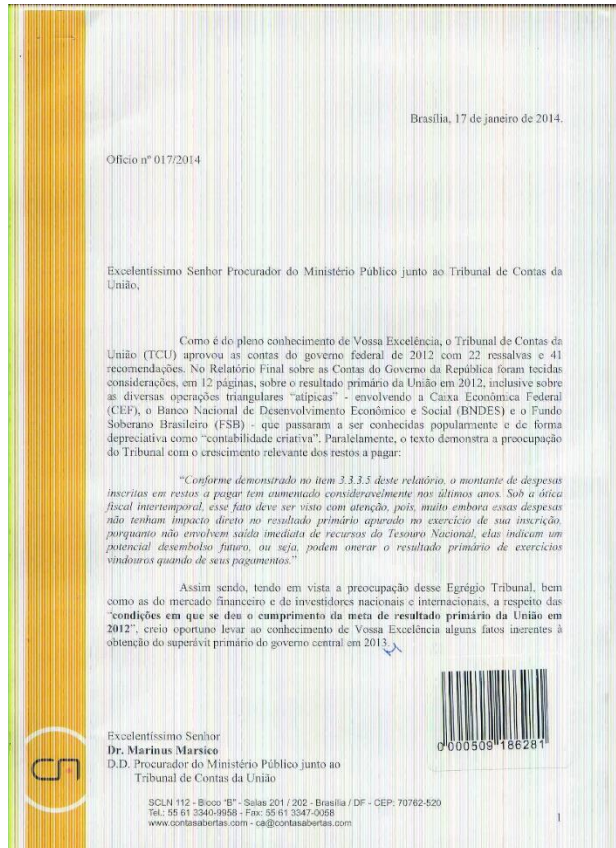 Brasília, 17 de janeiro de 2014.
Ofício nº 017/2014
Excelentíssimo Senhor Procurador do Ministério Público junto ao Tribunal de Contas da
União,
Como é do pleno conhecimento de Vossa Excelência, o Tribunal de Contas da
União (TCU) aprovou as contas do governo federal de 2012 com 22 ressalvas e 41
recomendações. No Relatório Final sobre as Contas do Governo da República foram tecidas
considerações, em 12 páginas, sobre o resultado primário da União em 2012, inclusive sobre
as diversas operações triangulares "atípicas" - envolvendo a Caixa Econômica Federal
(CEF), o Banco Nacional de Desenvolvimento Econômico e Social (BNDES) e o Fundo
Soberano Brasileiro (FSB) - que passaram a ser conhecidas popularmente e de forma
depreciativa como "contabilidade criativa". Paralelamente, o texto demonstra a preocupação
do Tribunal com o crescimento relevante dos restos a pagar:
"Conforme demonstrado no item 3.3.3.5 deste relatório, o montante de despesas
inscritas em restos a pagar tem aumentado consideravelmente nos últimos anos. Sob a ótica
fiscal intertemporal, esse fato deve ser visto com atenção, pois, muito embora essas despesas
não tenham impacto direto no resultado primário apurado no exercício de sua inscrição,
porquanto não envolvem saída imediata de recursos do Tesouro Nacional, elas indicam um
potencial desembolso futuro, ou seja, podem onerar o resultado primário de exercícios
vindouros quando de seus pagamentos."
Assim sendo, tendo em vista a preocupação desse Egrégio Tribunal, bem
como as do mercado financeiro e de investidores nacionais e internacionais, a respeito das
"condições em que se deu o cumprimento da meta de resultado primário da União em
2012", creio oportuno levar ao conhecimento de Vossa Excelência alguns fatos inerentes à
obtenção do superávit primário do governo central em 2013.
0 000509 186281
Excelentíssimo Senhor
Dr. Marinus Marsico
D.D. Procurador do Ministério Público junto ao
Tribunal de Contas da União
SCLN 112 - Bloco "B" - Salas 201 / 202 - Brasília / DF - CEP: 70762-520
Tel.: 55 61 3340-9958 - Fax: 55 61 3347-0058
www.contasabertas.com - ca@contasabertas.com
1